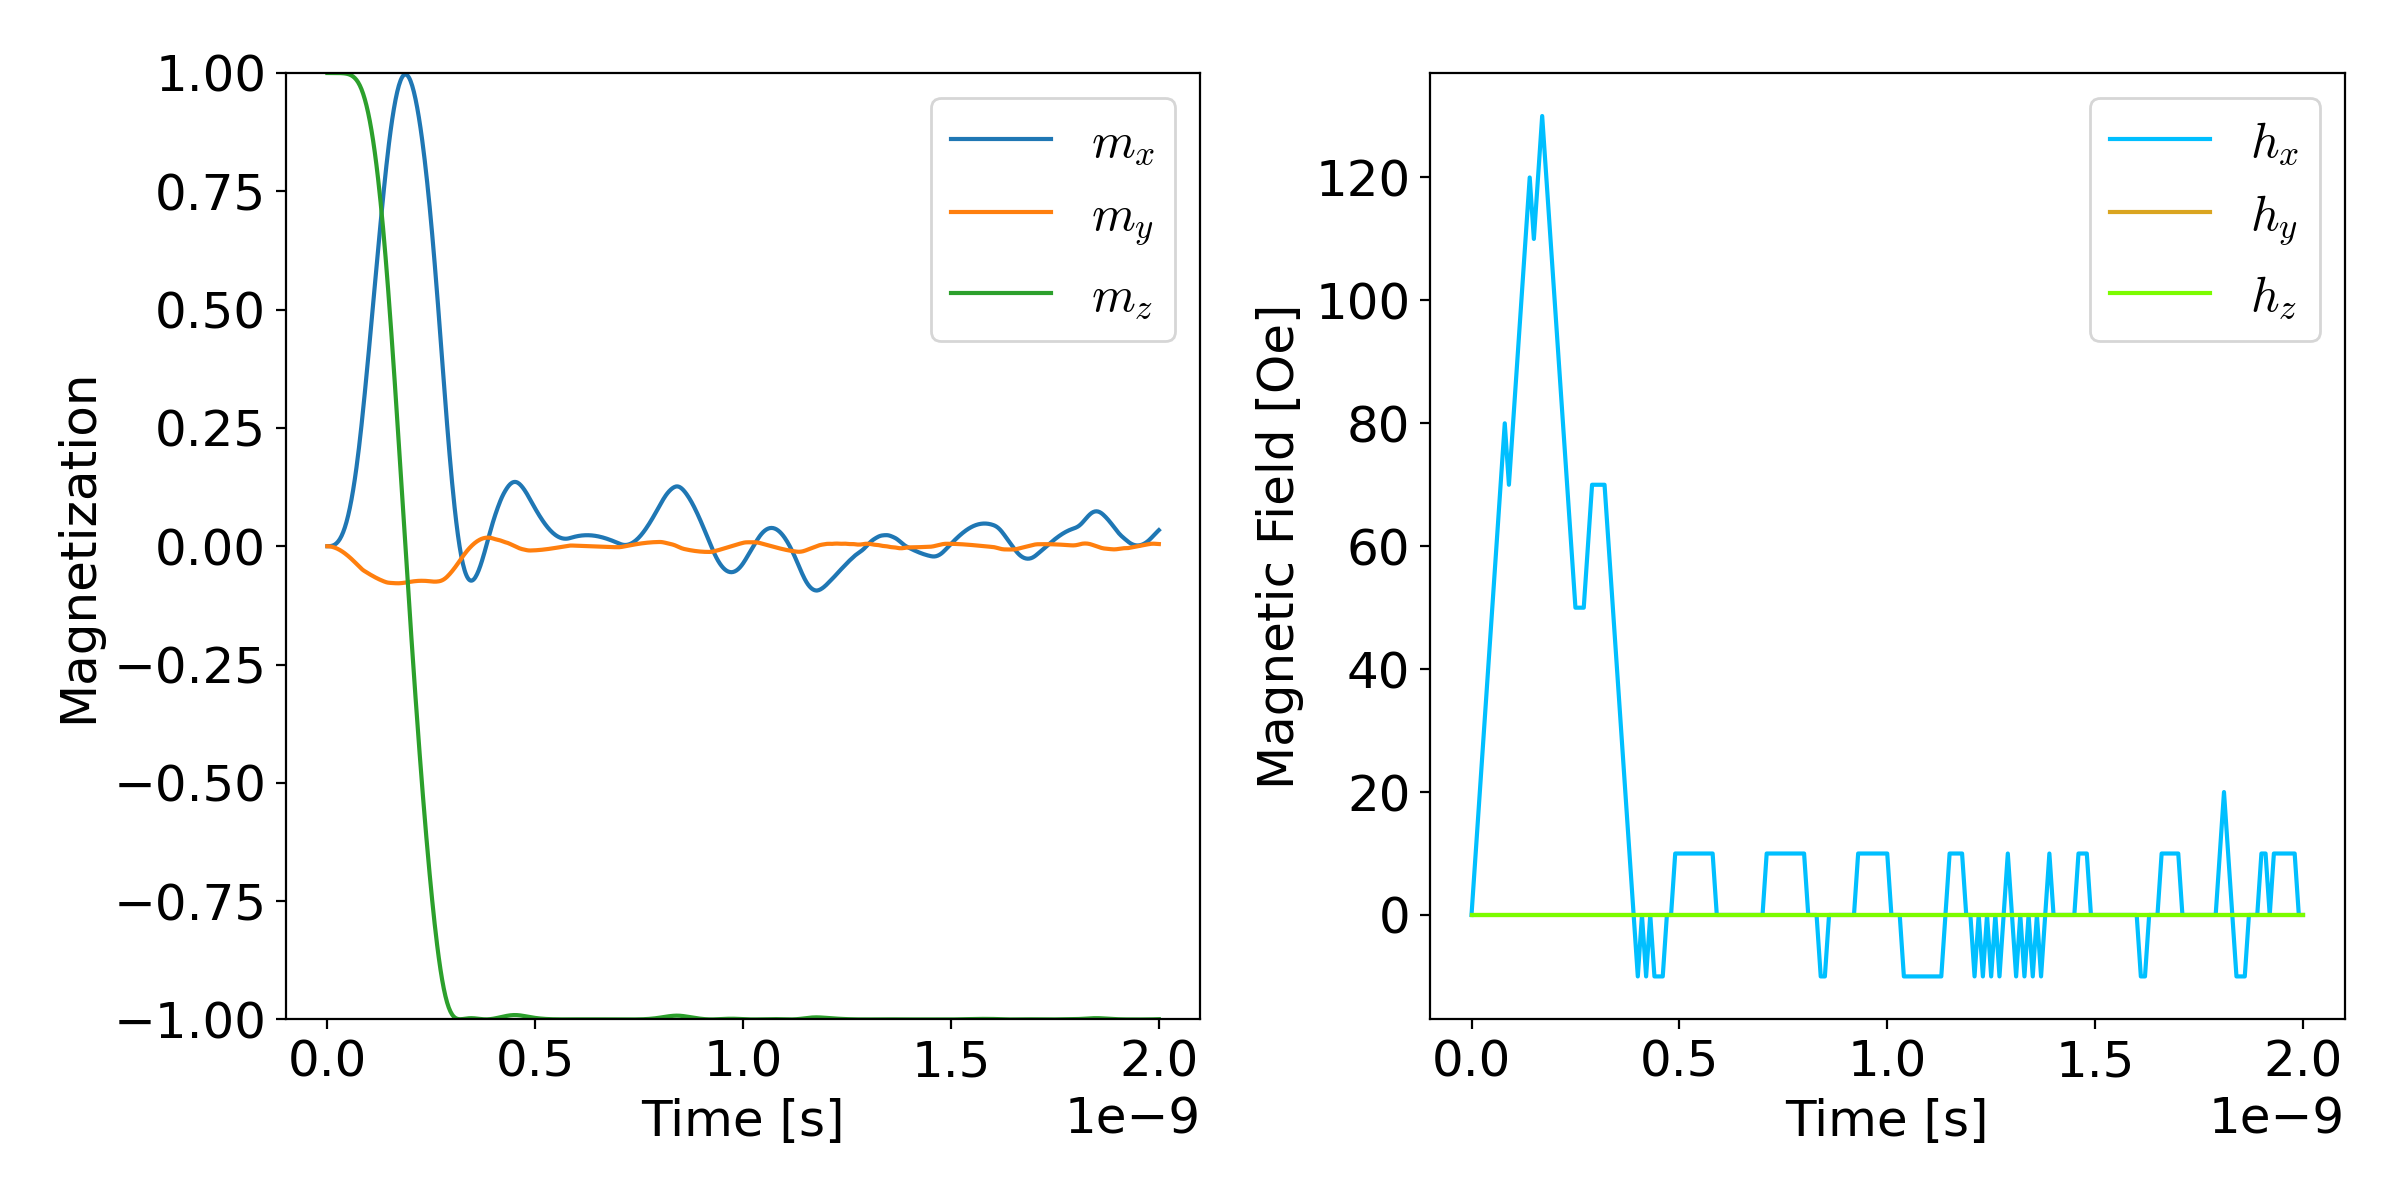 Magnetization
1.00
0.75
0.50
0.25
0.00
−0.25
−0.50
−0.75
−1.00
m_x
m_y
m_z
0.0 0.5 1.0 1.5 2.0
Time [s]
1e−9
Magnetic Field [Oe]
120
100
80
60
40
20
0
h_x
h_y
h_z
0.0 0.5 1.0 1.5 2.0
Time [s]
1e−9